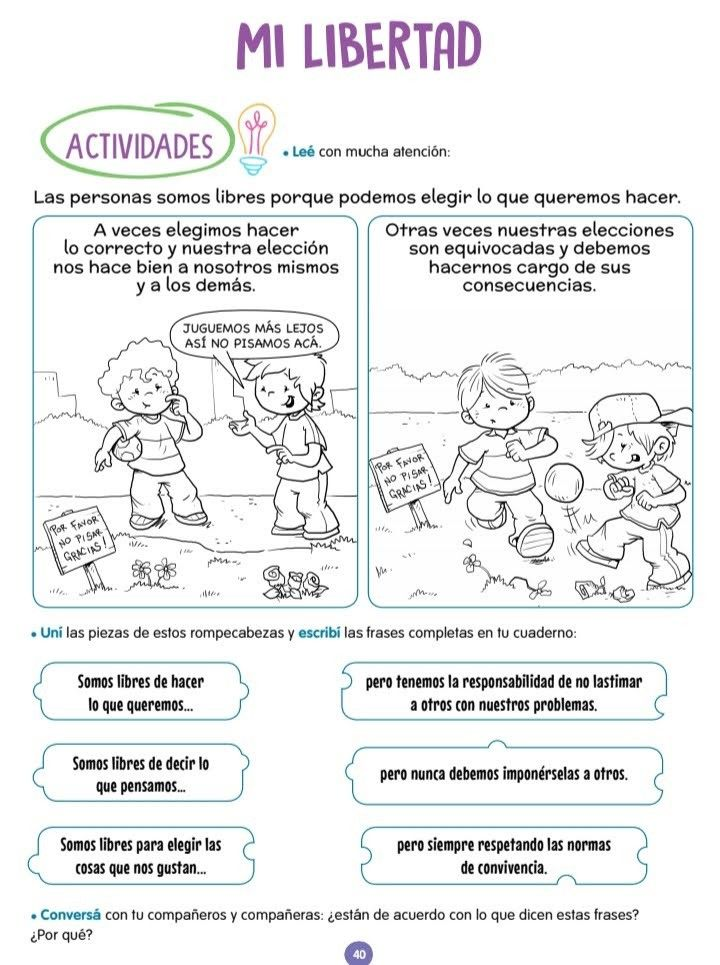 MI LIBERTAD
ACTIVIDADES
• Leé con mucha atención:
Las personas somos libres porque podemos elegir lo que queremos hacer.
A veces elegimos hacer
lo correcto y nuestra elección
nos hace bien a nosotros mismos
y a los demás.
JUGUEMOS MÁS LEJOS
ASÍ NO PISAMOS ACÁ.
POR FAVOR
NO PISAR
GRACIAS!
Otras veces nuestras elecciones
son equivocadas y debemos
hacernos cargo de sus
consecuencias.
POR FAVOR
NO PISAR
GRACIAS!
• Uní las piezas de estos rompecabezas y escribí las frases completas en tu cuaderno:
Somos libres de hacer
lo que queremos...
pero tenemos la responsabilidad de no lastimar
a otros con nuestros problemas.
Somos libres de decir lo
que pensamos...
pero nunca debemos imponérselas a otros.
Somos libres para elegir las
cosas que nos gustan...
pero siempre respetando las normas
de convivencia.
• Conversá con tu compañeros y compañeras: ¿están de acuerdo con lo que dicen estas frases?
¿Por qué?
40